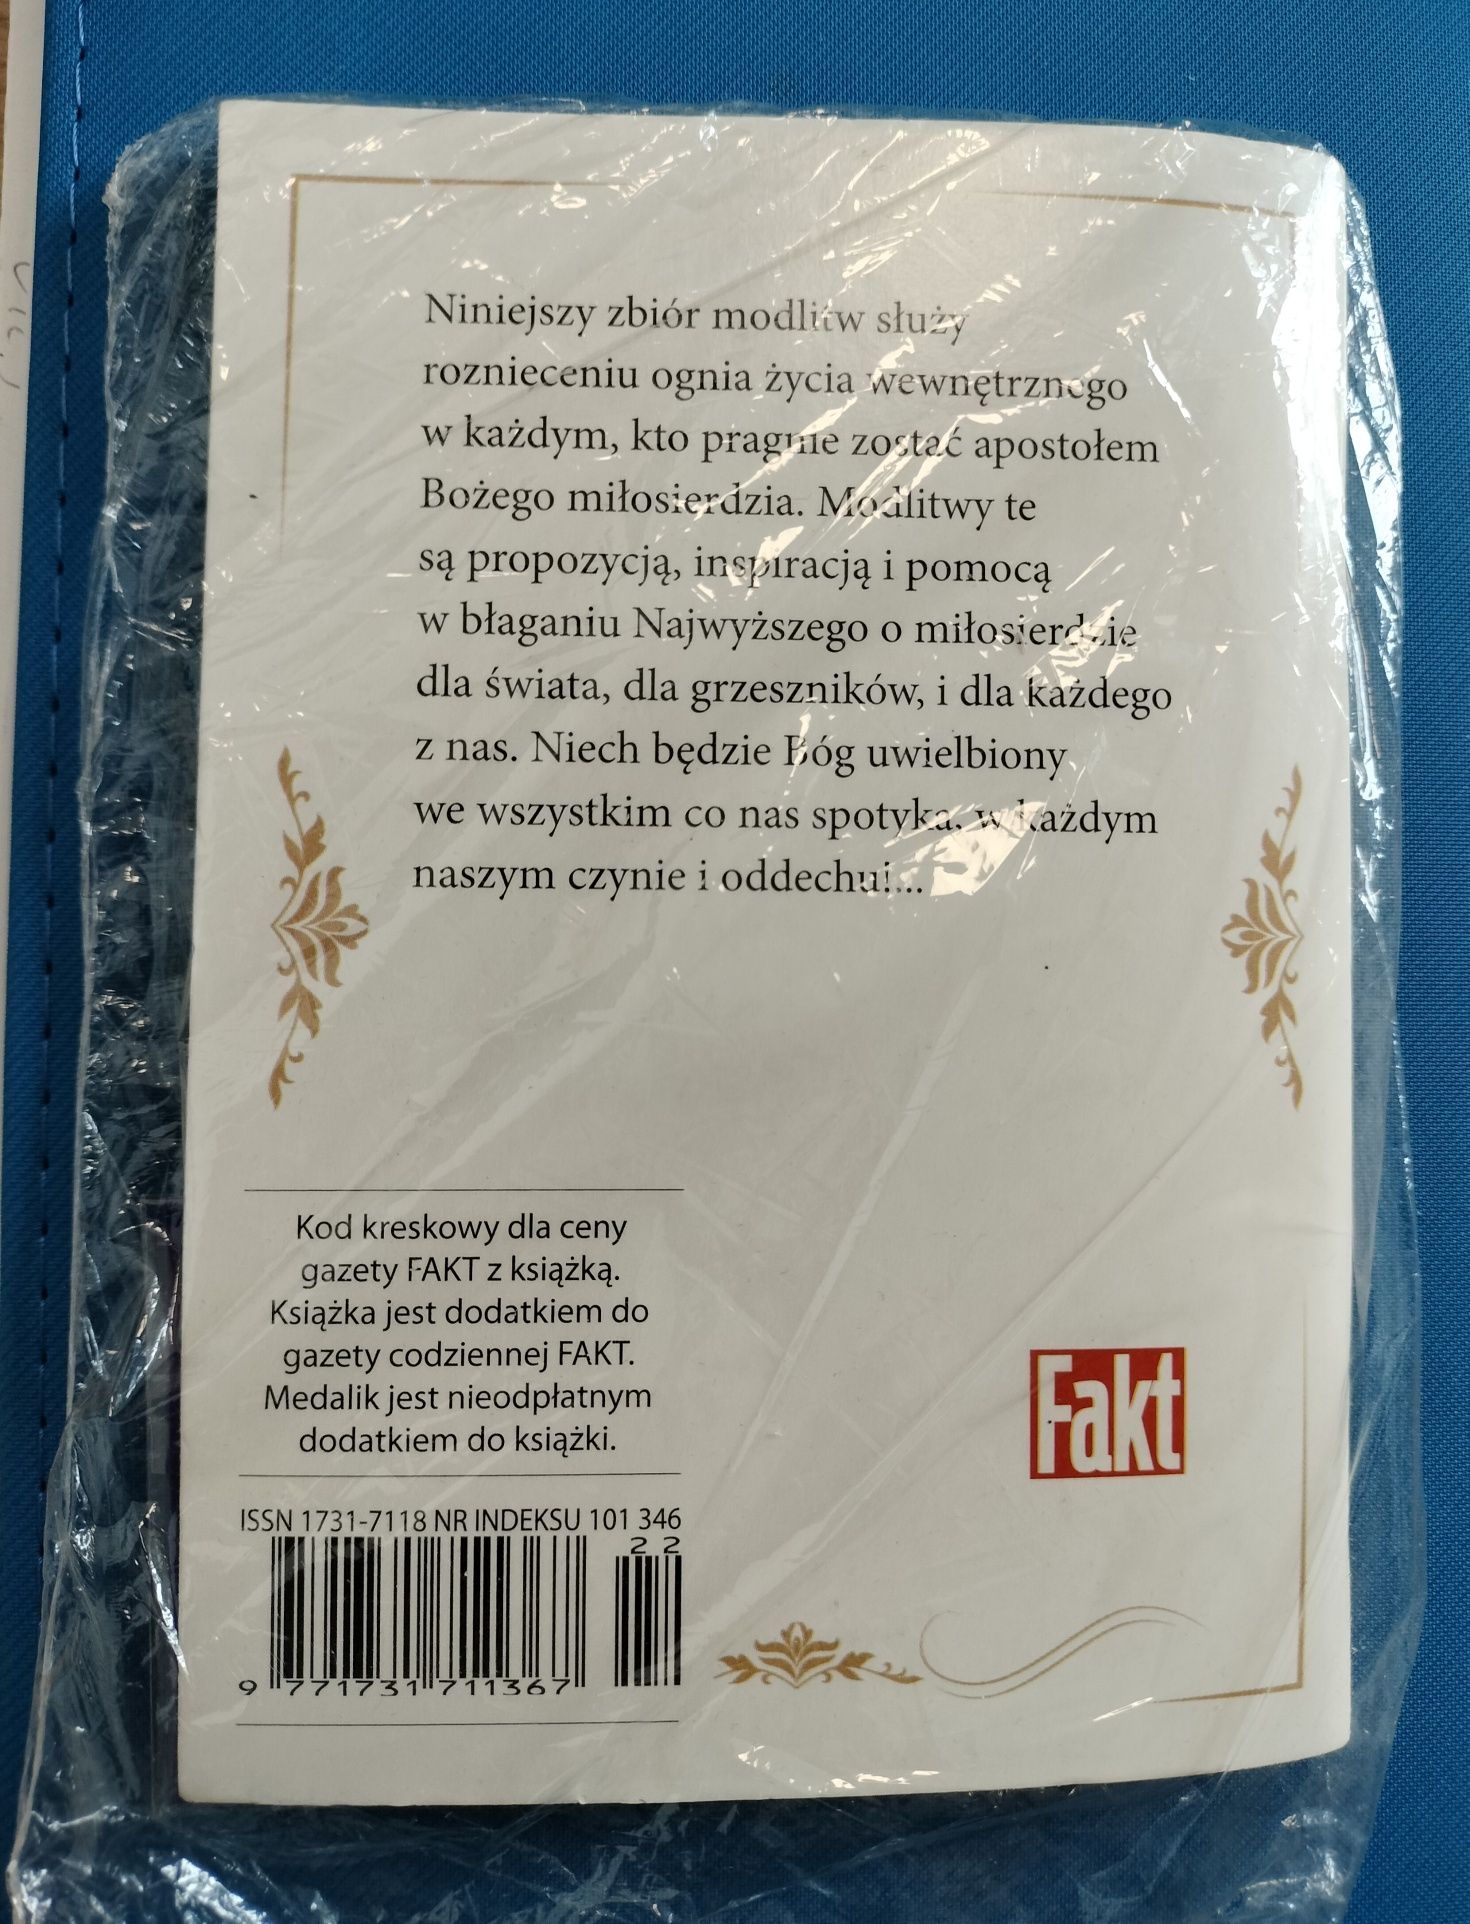 Niniejszy zbiór modlitw służy
roznieceniu ognia życia wewnętrznego
w każdym, kto pragnie zostać apostołem
Bożego miłosierdzia. Modlitwy te
są propozycją, inspiracją i pomocą
w błaganiu Najwyższego o miłosierdzie
dla świata, dla grzeszników, i dla każdego
z nas. Niech będzie Bóg uwielbiony
we wszystkim co nas spotyka, w każdym
naszym czynie i oddechu!...
Kod kreskowy dla ceny
gazety FAKT z książką.
Książka jest dodatkiem do
gazety codziennej FAKT.
Medalik jest nieodpłatnym
dodatkiem do książki.
Fakt
ISSN 1731-7118 NR INDEKSU 101 346
2 2
9 771731 711367